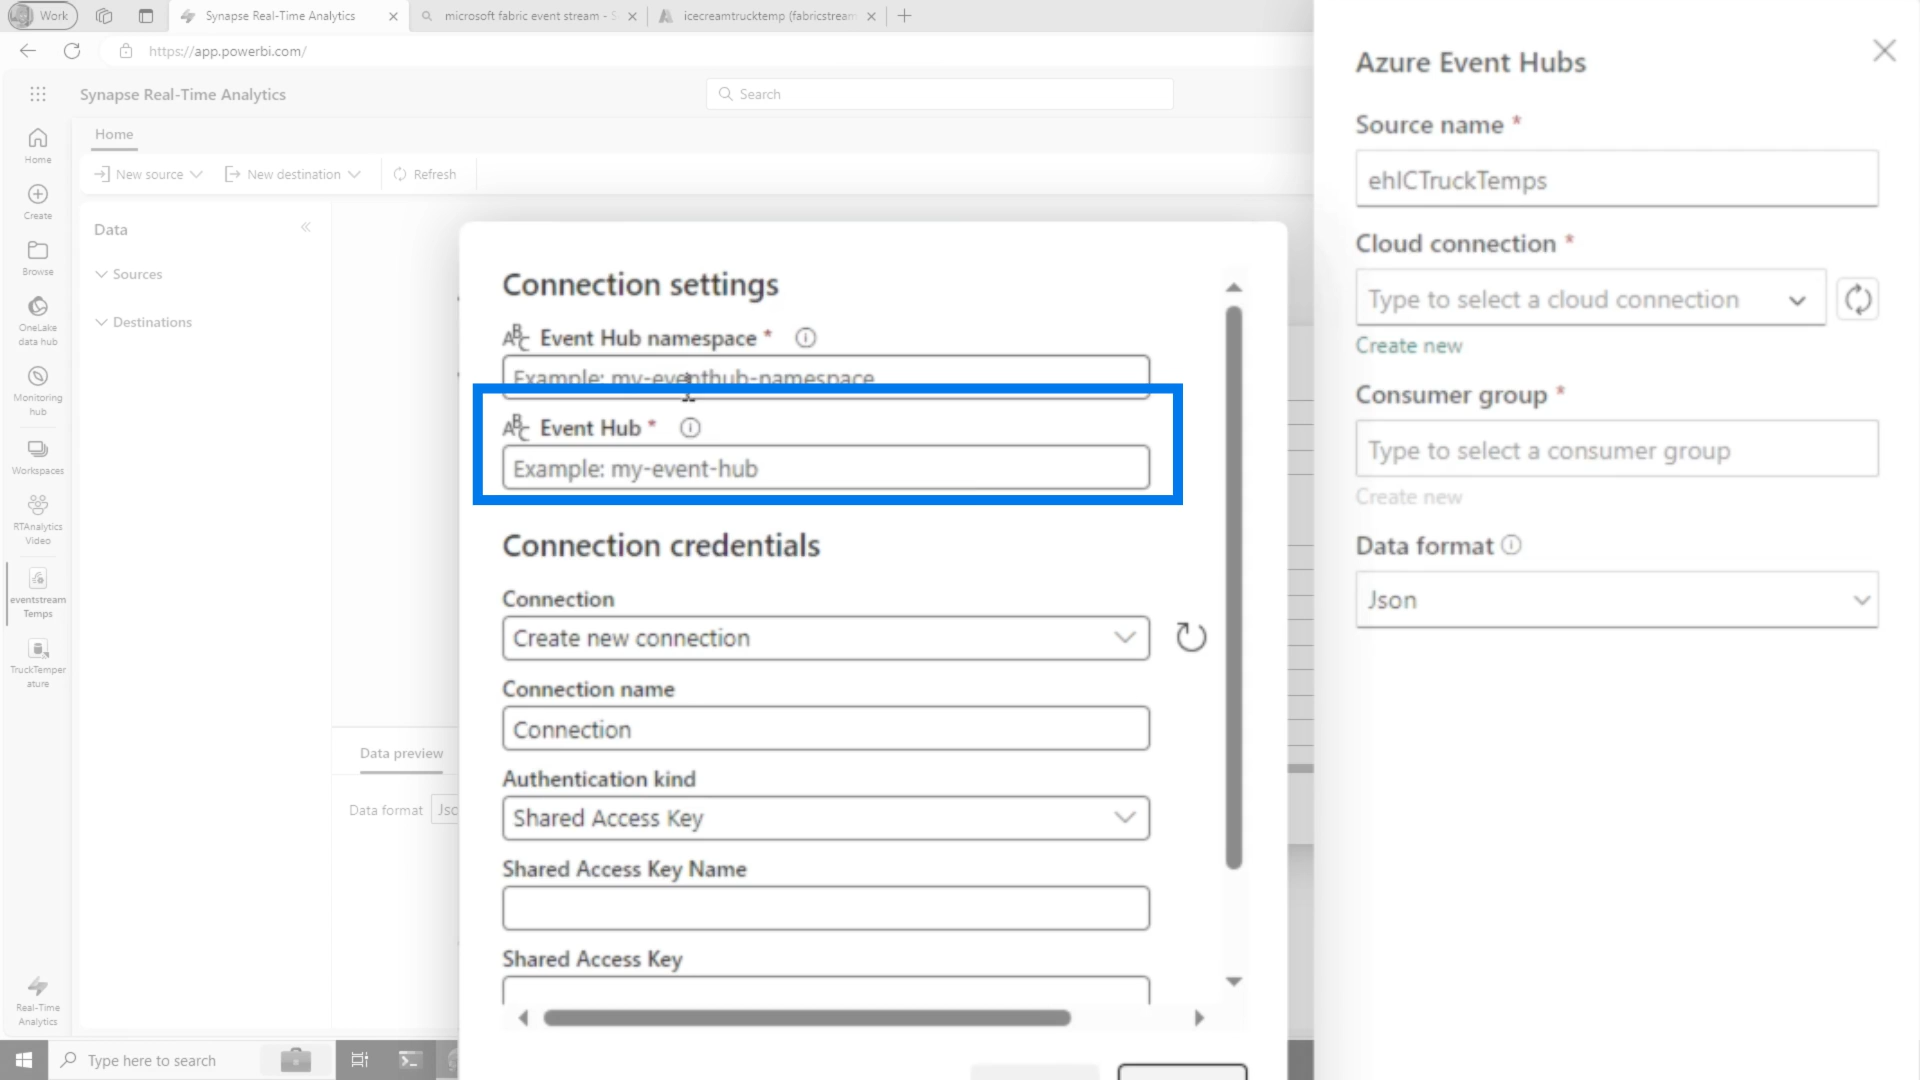 Work
Synapse Real-Time Analytics
microsoft fabric event stream - S
icecreamtrucktemp (fabricstream
https://app.powerbi.com/
Synapse Real-Time Analytics
Search
Home
Home
New source
New destination
Refresh
Create
Browse
OneLake
data hub
Monitoring
hub
Workspaces
RTAnalytics
Video
eventstream
Temps
TruckTemper
ature
Real-Time
Analytics
Data
Sources
Destinations
Data preview
Data format
Jsc
Connection settings
Event Hub namespace *
Example: my-eventhub-namespace
Event Hub *
Example: my-event-hub
Connection credentials
Connection
Create new connection
Connection name
Connection
Authentication kind
Shared Access Key
Shared Access Key Name
Shared Access Key
Azure Event Hubs
Source name *
ehICTruckTemps
Cloud connection *
Type to select a cloud connection
Create new
Consumer group *
Type to select a consumer group
Create new
Data format
Json
Type here to search